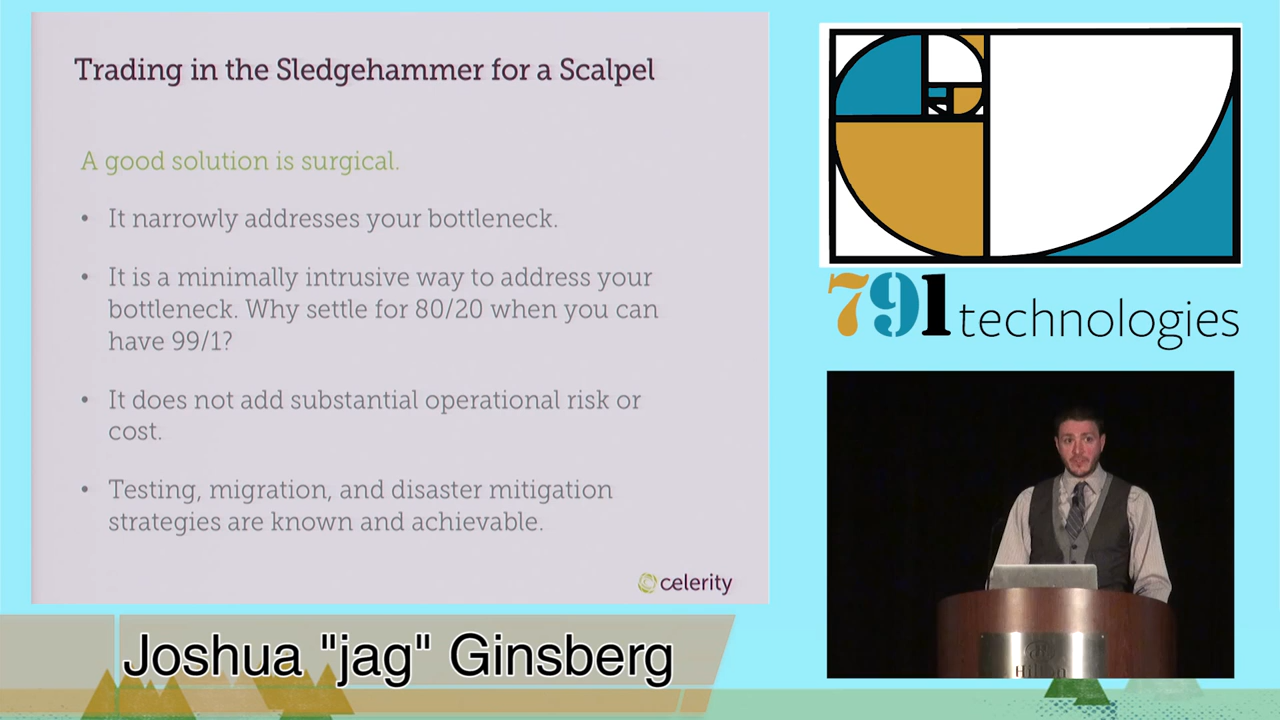 Trading in the Sledgehammer for a Scalpel
A good solution is surgical.
• It narrowly addresses your bottleneck.
• It is a minimally intrusive way to address your
bottleneck. Why settle for 80/20 when you can
have 99/1?
• It does not add substantial operational risk or
cost.
• Testing, migration, and disaster mitigation
strategies are known and achievable.
celerity
791 technologies
Hilton
Joshua "jag" Ginsberg